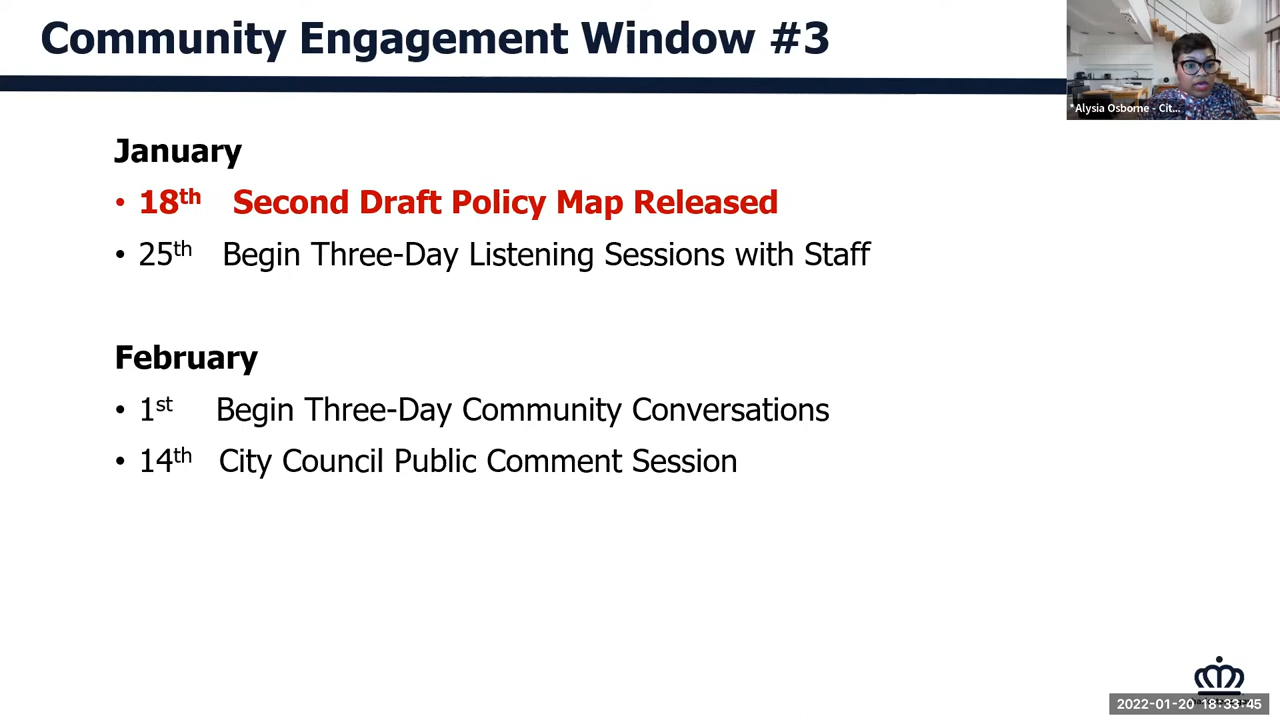 Community Engagement Window #3
*Alysia Osborne - Cit...
January
• 18th Second Draft Policy Map Released
• 25th Begin Three-Day Listening Sessions with Staff
February
• 1st Begin Three-Day Community Conversations
• 14th City Council Public Comment Session
2022-01-20 18:33:45